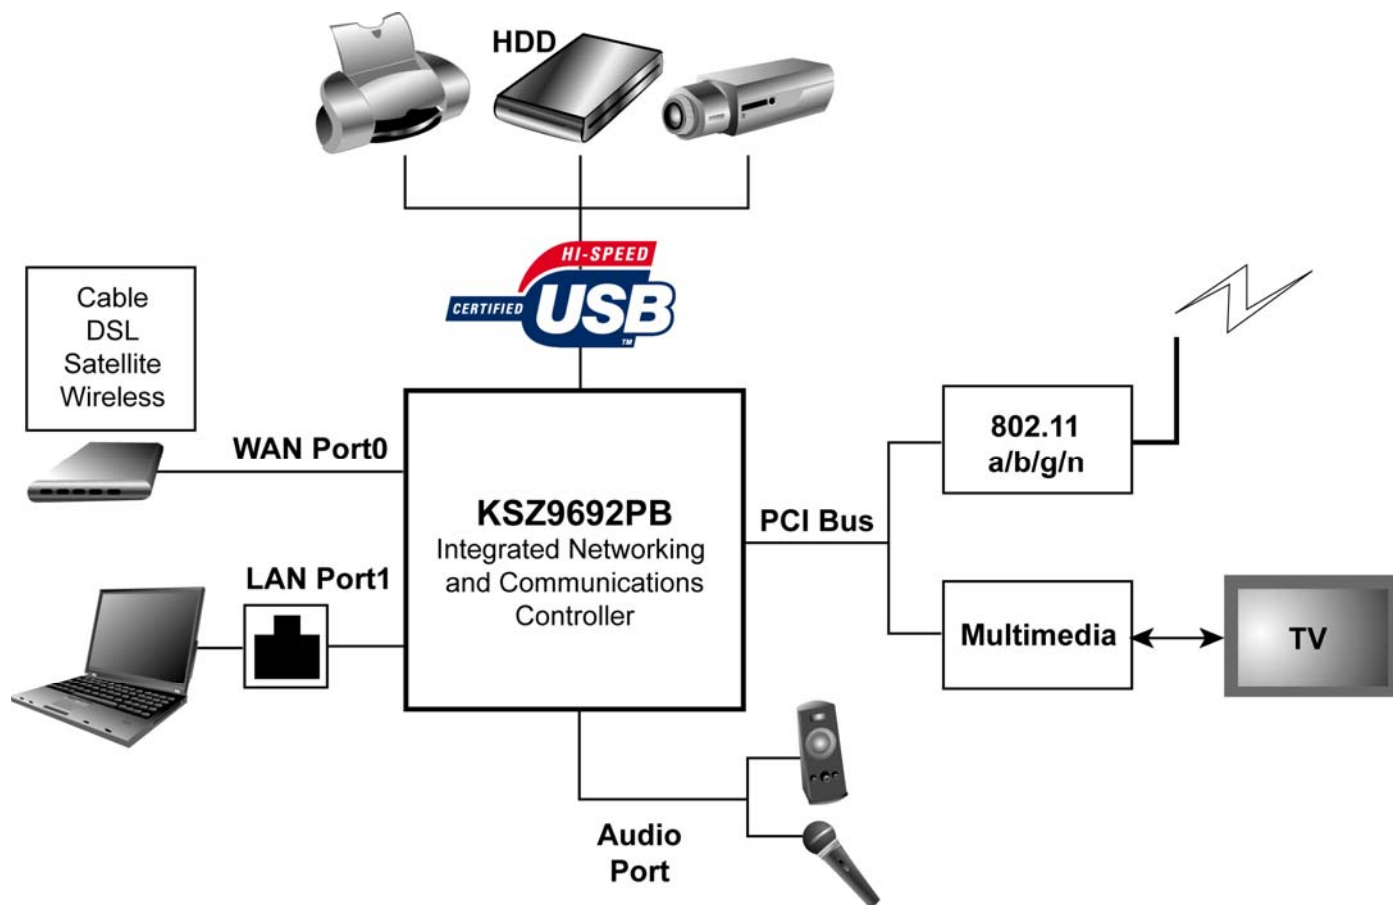 HDD
HI-SPEED
CERTIFIED
USB
TM
Cable
DSL
Satellite
Wireless
WAN Port0
LAN Port1
KSZ9692PB
Integrated Networking
and Communications
Controller
PCI Bus
802.11
a/b/g/n
Multimedia
TV
Audio
Port